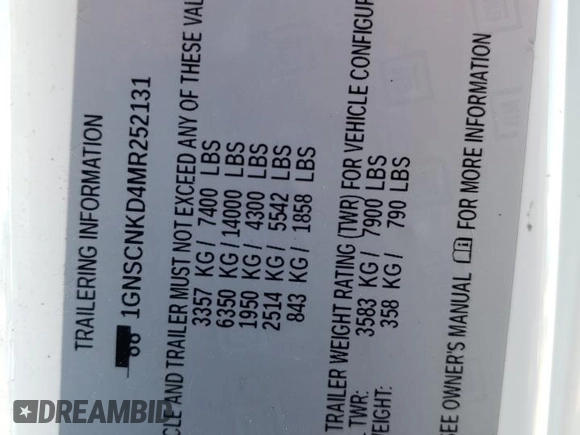 TRAILERING INFORMATION
1GNSCNKD4MR252131
CLE AND TRAILER MUST NOT EXCEED ANY OF THESE VAL
3357 KG/ 7400 LBS
6350 KG/14000 LBS
1950 KG/ 4300 LBS
2514 KG/ 5542 LBS
843 KG/ 1858 LBS
TRAILER WEIGHT RATING (TWR) FOR VEHICLE CONFIGUR
TWR: 3583 KG/ 7900 LBS
EIGHT: 358 KG/ 790 LBS
SEE OWNER'S MANUAL FOR MORE INFORMATION
DREAMBID